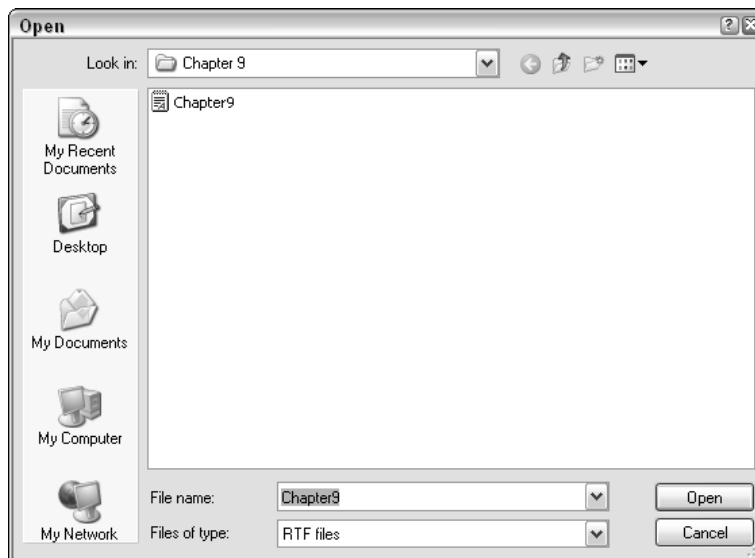 Open
Look in: Chapter 9
Chapter9
My Recent
Documents
Desktop
My Documents
My Computer
My Network
File name: Chapter9 Open
Files of type: RTF files Cancel